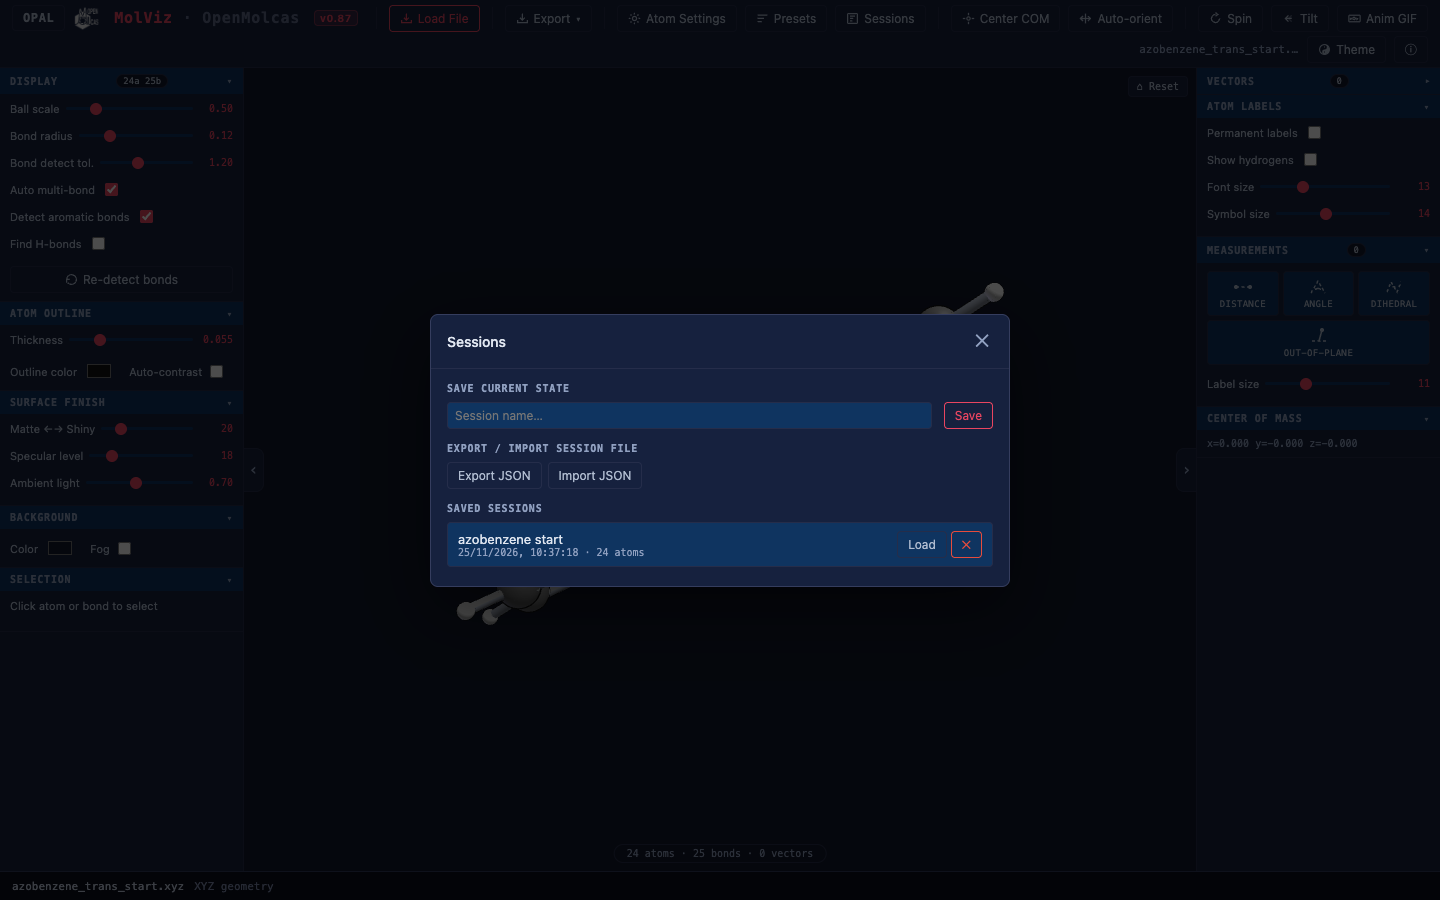 OPAL MolViz · OpenMolcas v0.87 Load File Export ▾ Atom Settings Presets Sessions Center COM Auto-orient Spin Tilt Anim GIF
azobenzene_trans_start.… Theme
DISPLAY 24a 25b
Ball scale 0.50
Bond radius 0.12
Bond detect tol. 1.20
Auto multi-bond
Detect aromatic bonds
Find H-bonds
Re-detect bonds
ATOM OUTLINE
Thickness 0.055
Outline color Auto-contrast
SURFACE FINISH
Matte ↔ Shiny 20
Specular level 18
Ambient light 0.70
BACKGROUND
Color Fog
SELECTION
Click atom or bond to select
⌂ Reset
Sessions
SAVE CURRENT STATE
Session name... Save
EXPORT / IMPORT SESSION FILE
Export JSON Import JSON
SAVED SESSIONS
azobenzene start
25/11/2026, 10:37:18 · 24 atoms
Load
24 atoms · 25 bonds · 0 vectors
VECTORS 0
ATOM LABELS
Permanent labels
Show hydrogens
Font size 13
Symbol size 14
MEASUREMENTS 0
DISTANCE ANGLE DIHEDRAL
OUT-OF-PLANE
Label size 11
CENTER OF MASS
x=0.000 y=-0.000 z=-0.000
azobenzene_trans_start.xyz XYZ geometry